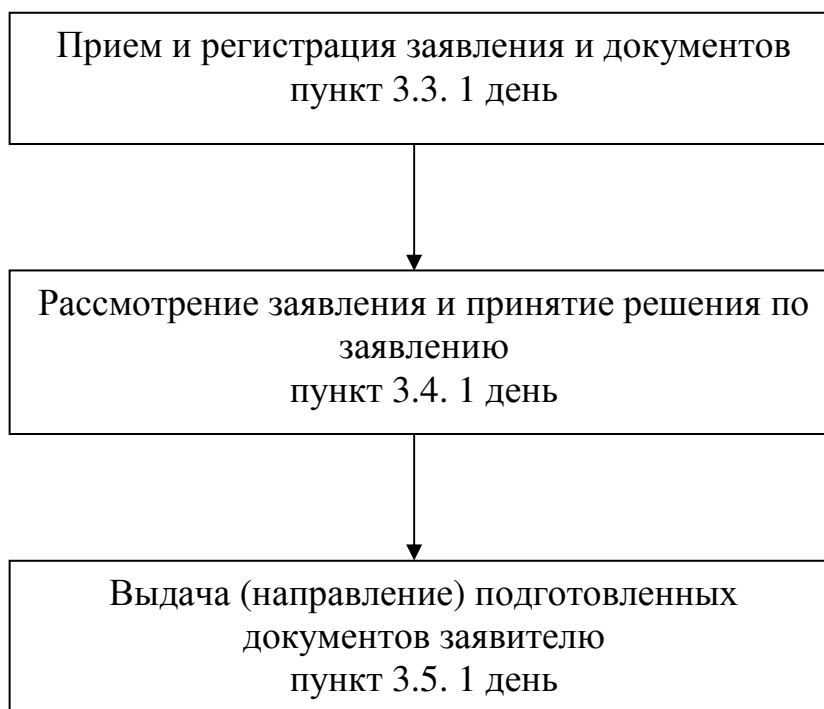 Прием и регистрация заявления и документов
пункт 3.3. 1 день
Рассмотрение заявления и принятие решения по
заявлению
пункт 3.4. 1 день
Выдача (направление) подготовленных
документов заявителю
пункт 3.5. 1 день